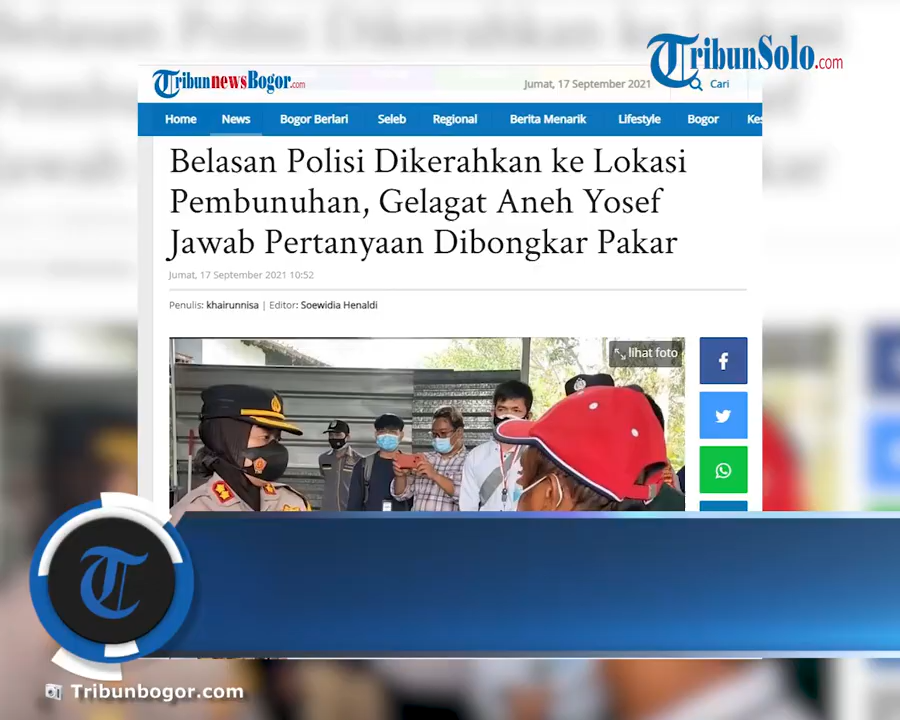 TribunSolo.com
TribunnewsBogor.com
Jumat, 17 September 2021
Cari
Home News Bogor Berlari Seleb Regional Berita Menarik Lifestyle Bogor Kes
Belasan Polisi Dikerahkan ke Lokasi
Pembunuhan, Gelagat Aneh Yosef
Jawab Pertanyaan Dibongkar Pakar
Jumat, 17 September 2021 10:52
Penulis: khairunnisa | Editor: Soewidia Henaldi
lihat foto
Tribunbogor.com